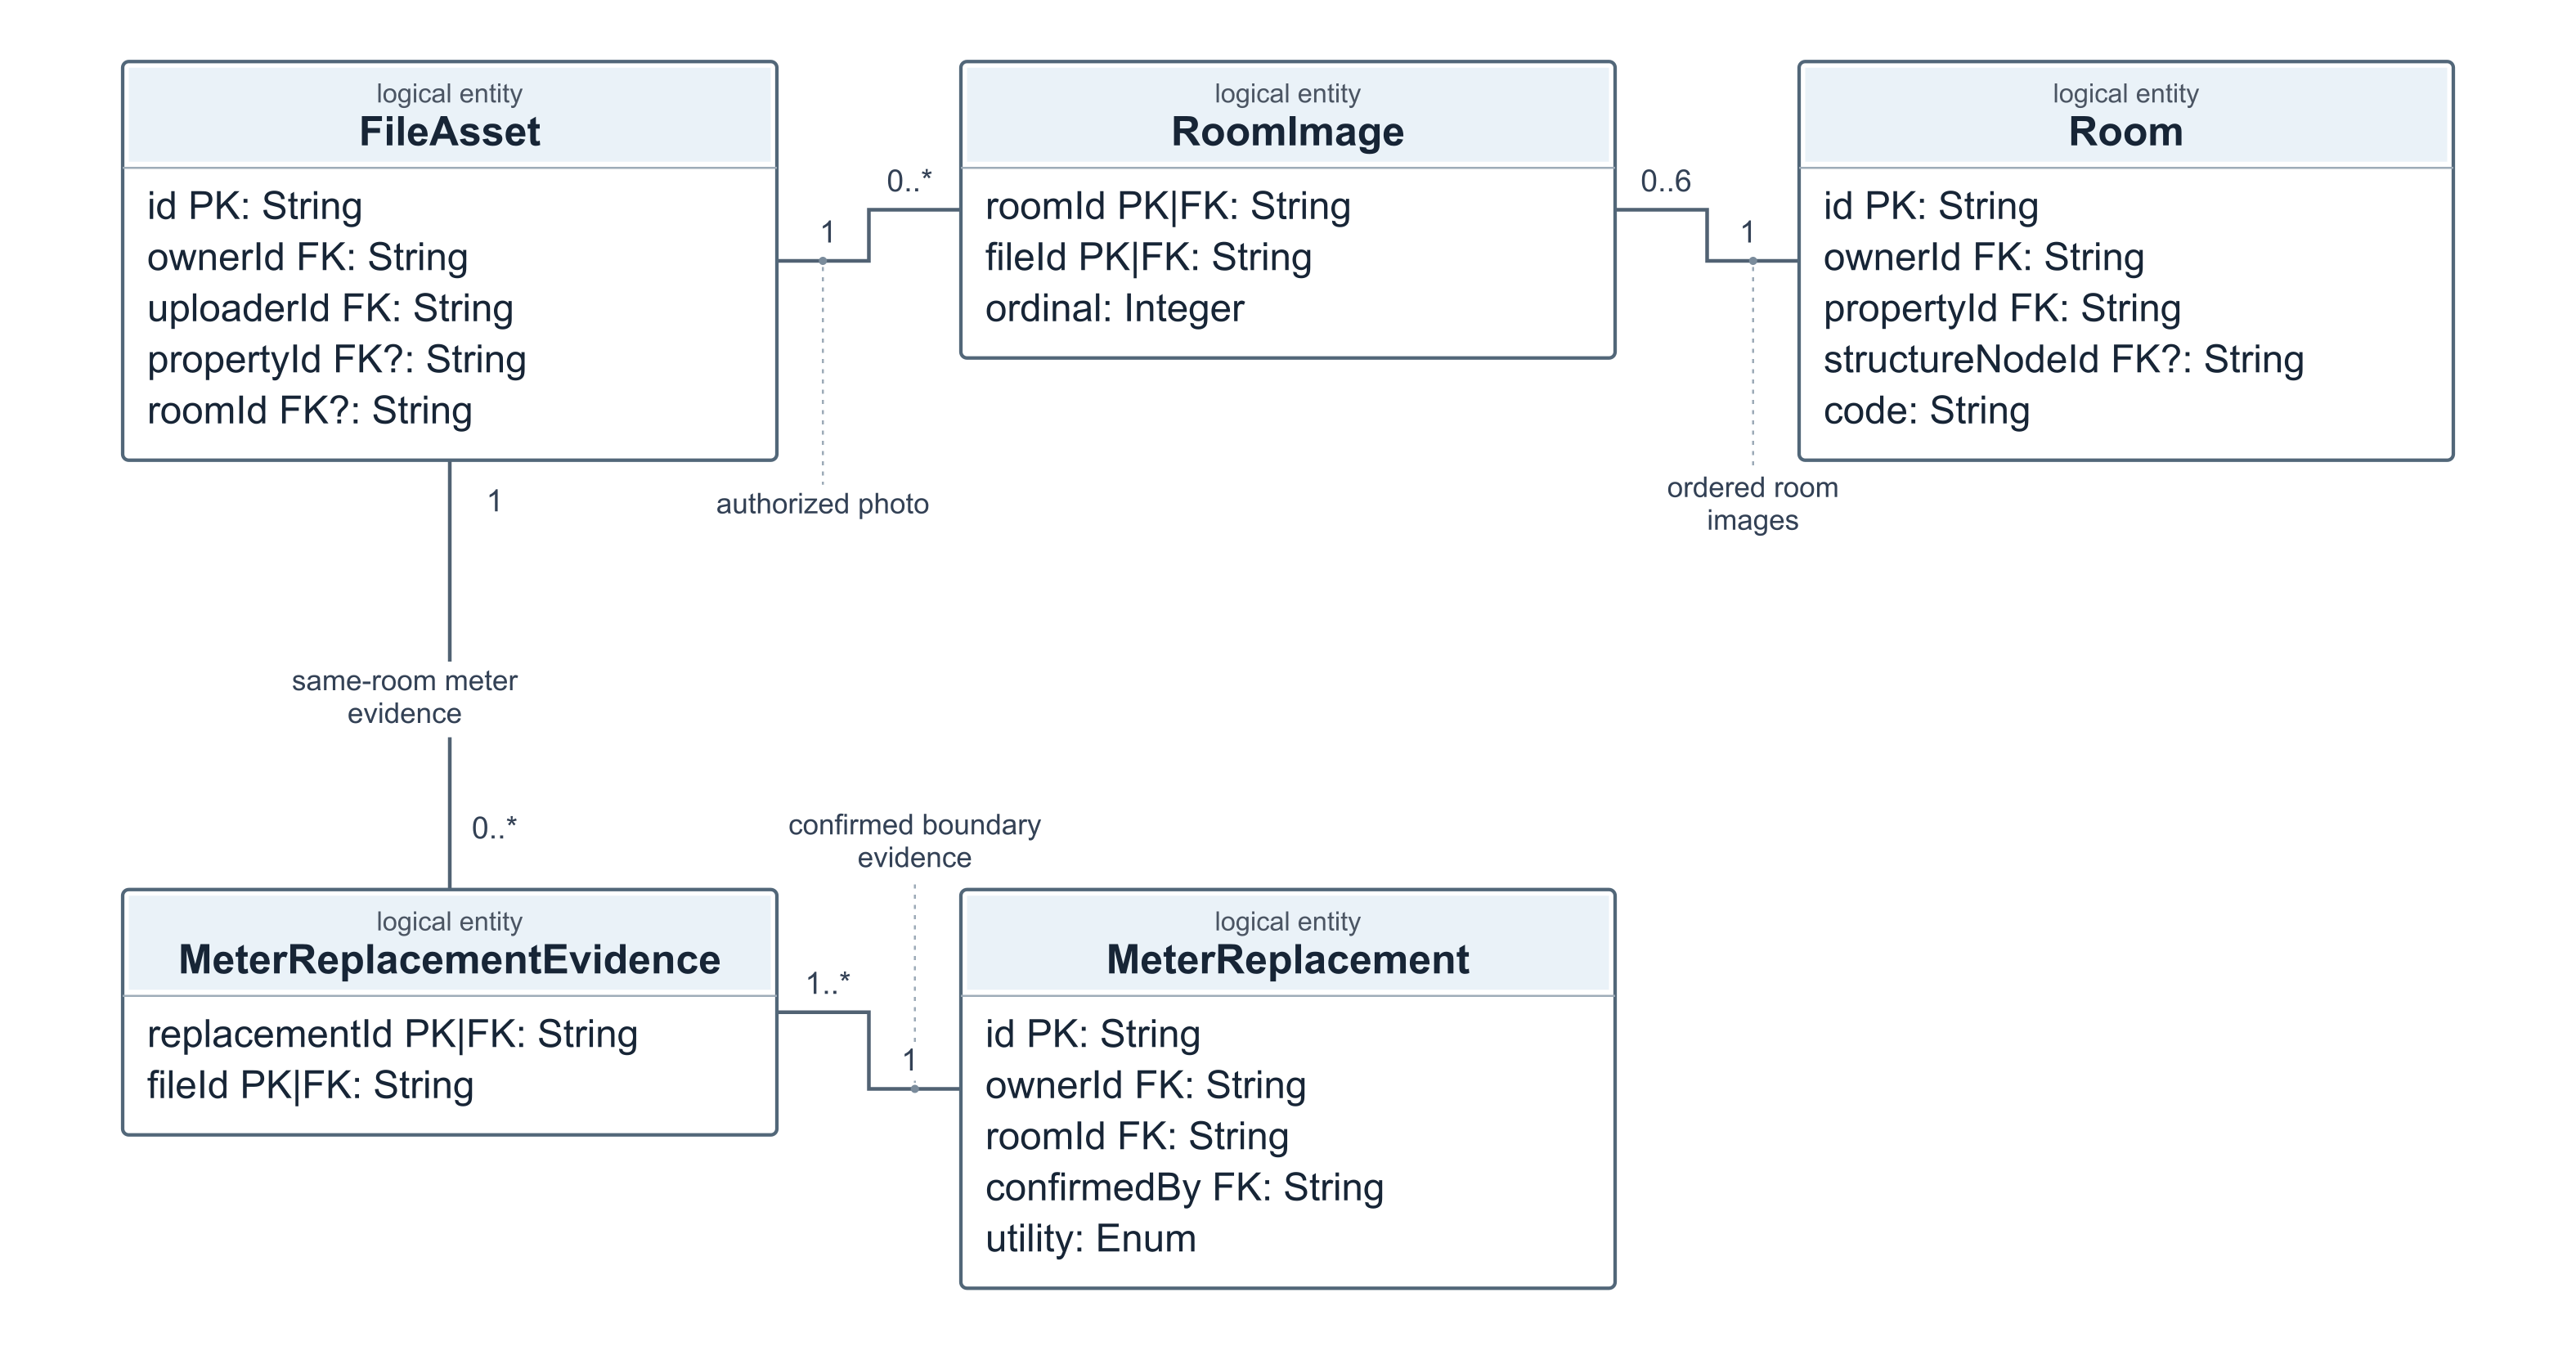 logical entity
FileAsset
id PK: String
ownerId FK: String
uploaderId FK: String
propertyId FK?: String
roomId FK?: String
logical entity
RoomImage
roomId PK|FK: String
fileId PK|FK: String
ordinal: Integer
logical entity
Room
id PK: String
ownerId FK: String
propertyId FK: String
structureNodeId FK?: String
code: String
0..*
1
authorized photo
0..6
1
ordered room
images
1
same-room meter
evidence
0..*
logical entity
MeterReplacementEvidence
replacementId PK|FK: String
fileId PK|FK: String
confirmed boundary
evidence
1..*
1
logical entity
MeterReplacement
id PK: String
ownerId FK: String
roomId FK: String
confirmedBy FK: String
utility: Enum